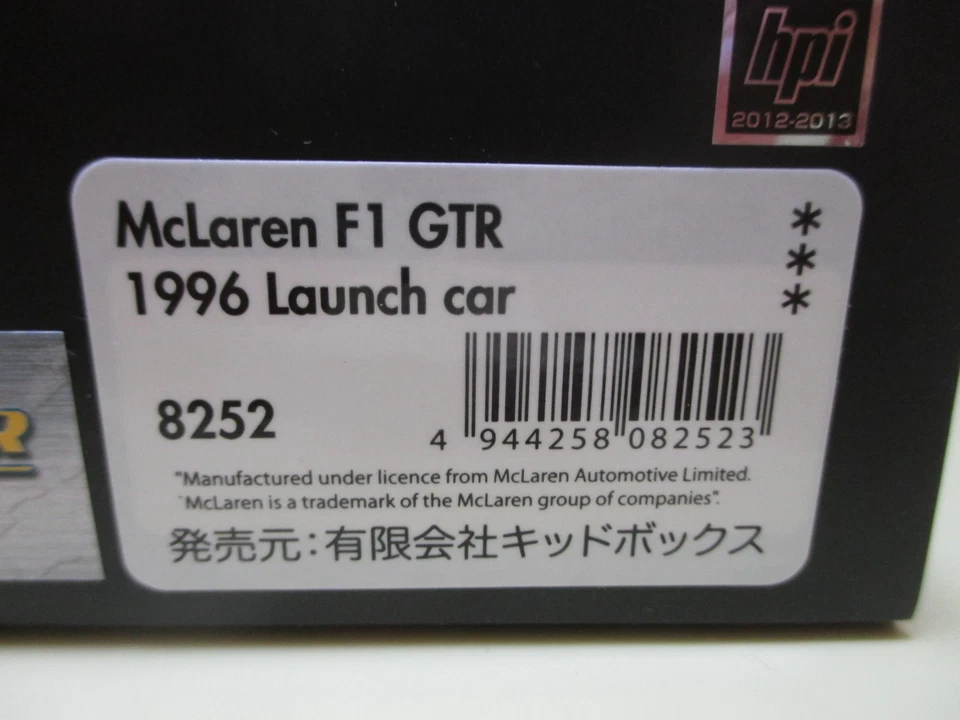 hpi
2012-2013
McLaren F1 GTR
1996 Launch car
***
8252
4 944258 082523
"Manufactured under licence from McLaren Automotive Limited.
`McLaren is a trademark of the McLaren group of companies".
発売元：有限会社キッドボックス
R